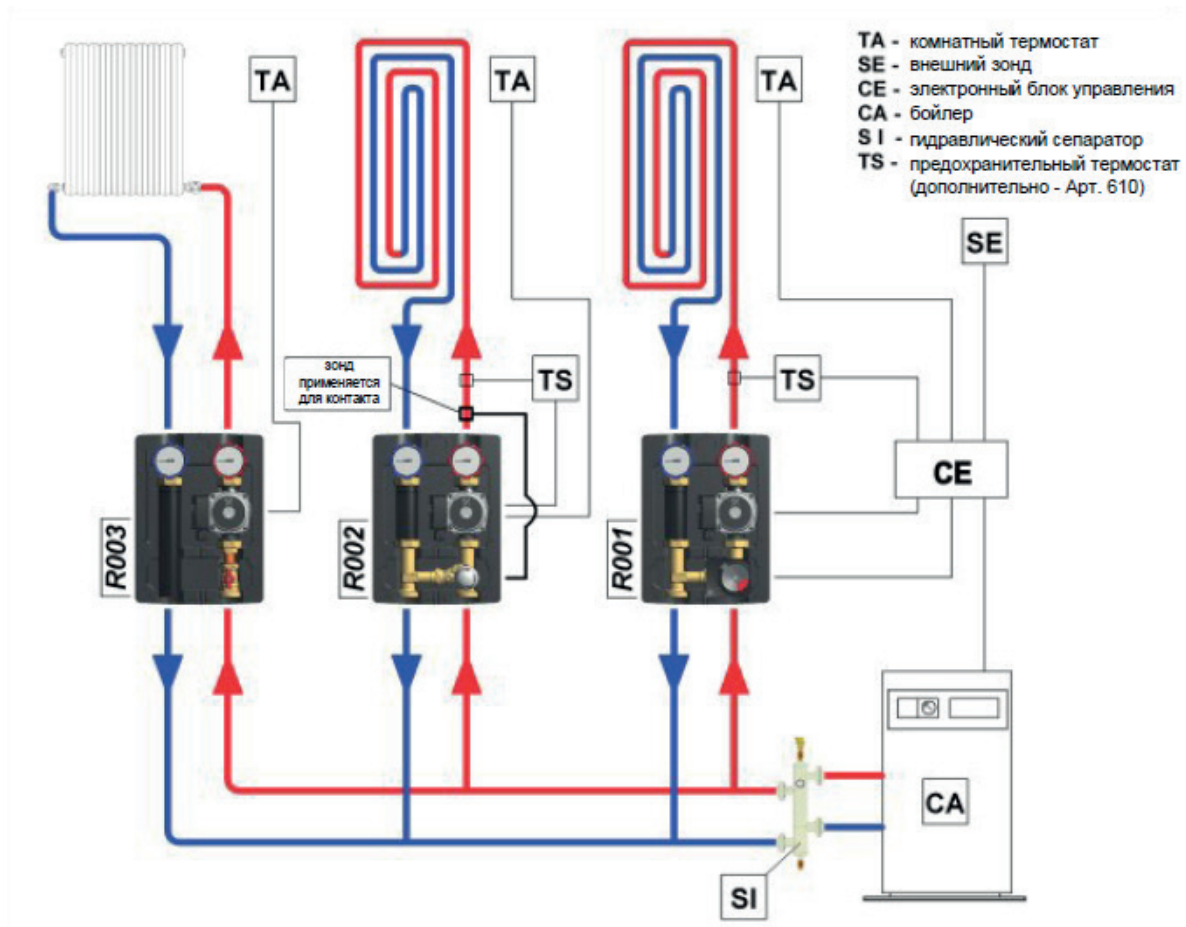 TA - комнатный термостат
SE - внешний зонд
CE - электронный блок управления
CA - бойлер
S I - гидравлический сепаратор
TS - предохранительный термостат
(дополнительно - Арт. 610)
TA
TA
TA
SE
зонд
применяется
для контакта
TS
TS
CE
R003
R002
R001
CA
SI